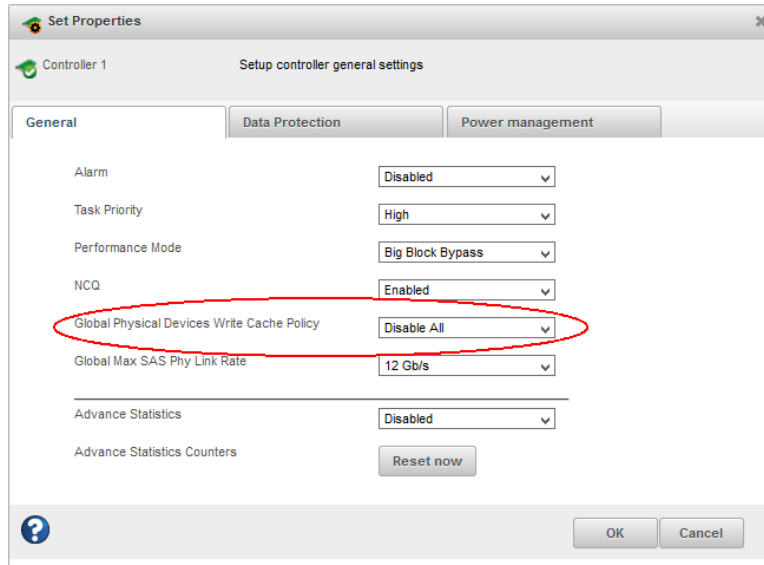 Set Properties
Controller 1 Setup controller general settings
General Data Protection Power management
Alarm Disabled
Task Priority High
Performance Mode Big Block Bypass
NCQ Enabled
Global Physical Devices Write Cache Policy Disable All
Global Max SAS Phy Link Rate 12 Gb/s
Advance Statistics Disabled
Advance Statistics Counters Reset now
? OK Cancel